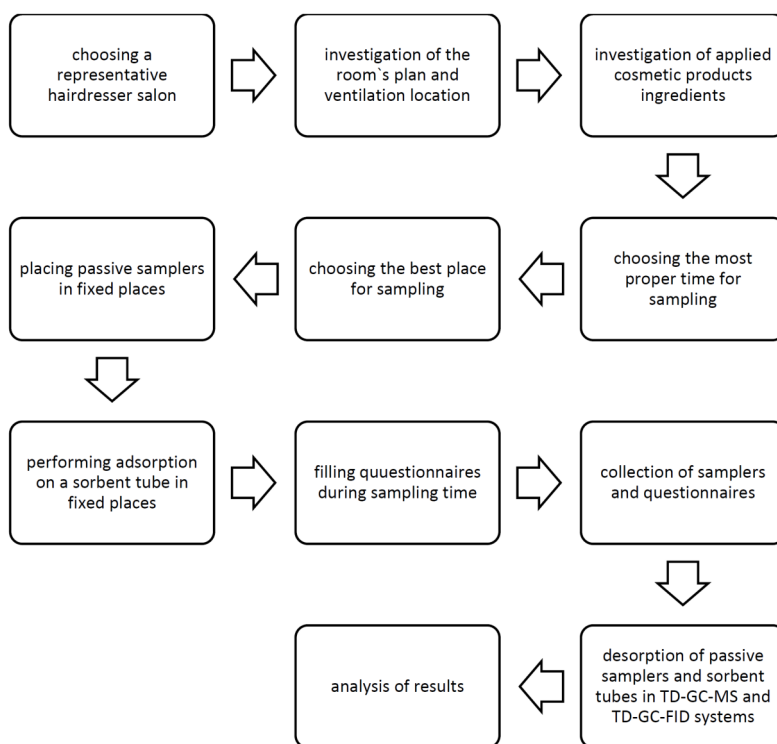 choosing a
representative
hairdresser salon
investigation of the
room`s plan and
ventilation location
investigation of applied
cosmetic products
ingredients
choosing the most
proper time for
sampling
choosing the best place
for sampling
placing passive samplers
in fixed places
performing adsorption
on a sorbent tube in
fixed places
filling quuestionnaires
during sampling time
collection of samplers
and questionnaires
desorption of passive
samplers and sorbent
tubes in TD-GC-MS and
TD-GC-FID systems
analysis of results